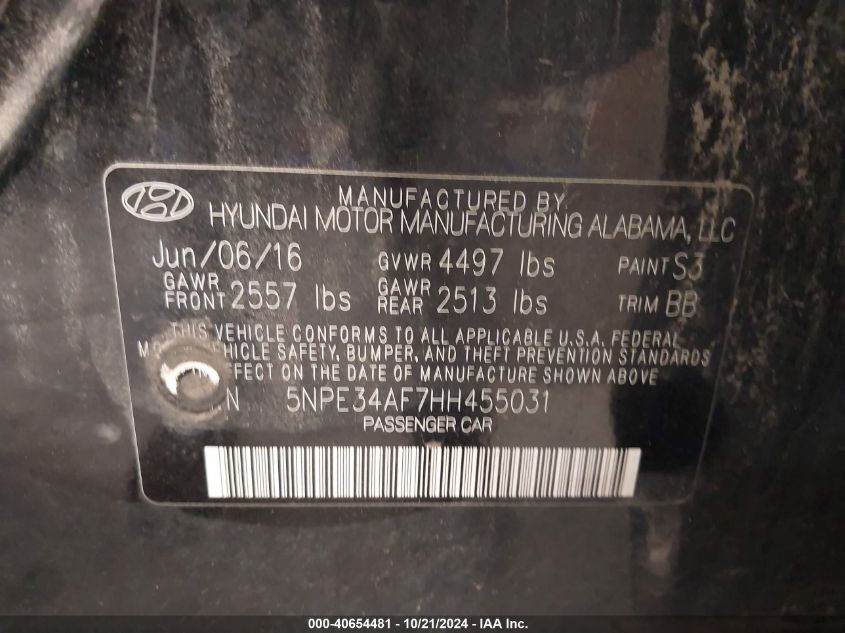 MANUFACTURED BY
HYUNDAI MOTOR MANUFACTURING ALABAMA, LLC
Jun/06/16 GVWR 4497 lbs PAINT S3
GAWR FRONT 2557 lbs GAWR REAR 2513 lbs TRIM BB
THIS VEHICLE CONFORMS TO ALL APPLICABLE U.S.A. FEDERAL
SAFETY, BUMPER, AND THEFT PREVENTION STANDARDS
ON THE DATE OF MANUFACTURE SHOWN ABOVE
5NPE34AF7HH455031
PASSENGER CAR
000-40654481 - 10/21/2024 - IAA Inc.